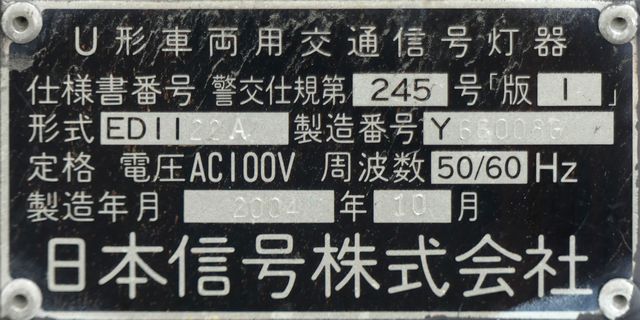 U形車両用交通信号灯器
仕様書番号 警交仕規第 245 号「版 1 」
形式 ED1122A 製造番号 Y
定格 電圧AC100V 周波数 50/60 Hz
製造年月 2004 年 10 月
日本信号株式会社